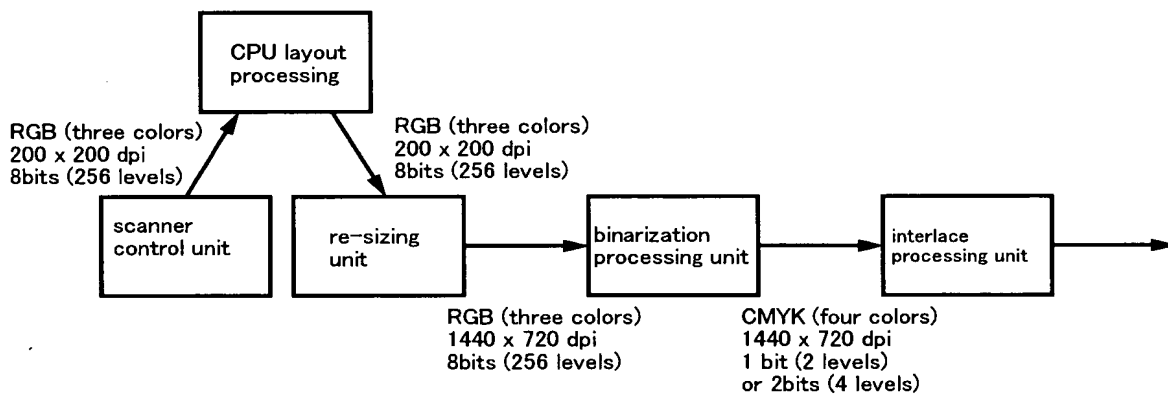 CPU layout
processing
RGB (three colors)
200 x 200 dpi
8bits (256 levels)
RGB (three colors)
200 x 200 dpi
8bits (256 levels)
scanner
control unit
re-sizing
unit
binarization
processing unit
interlace
processing unit
RGB (three colors)
1440 x 720 dpi
8bits (256 levels)
CMYK (four colors)
1440 x 720 dpi
1 bit (2 levels)
or 2bits (4 levels)